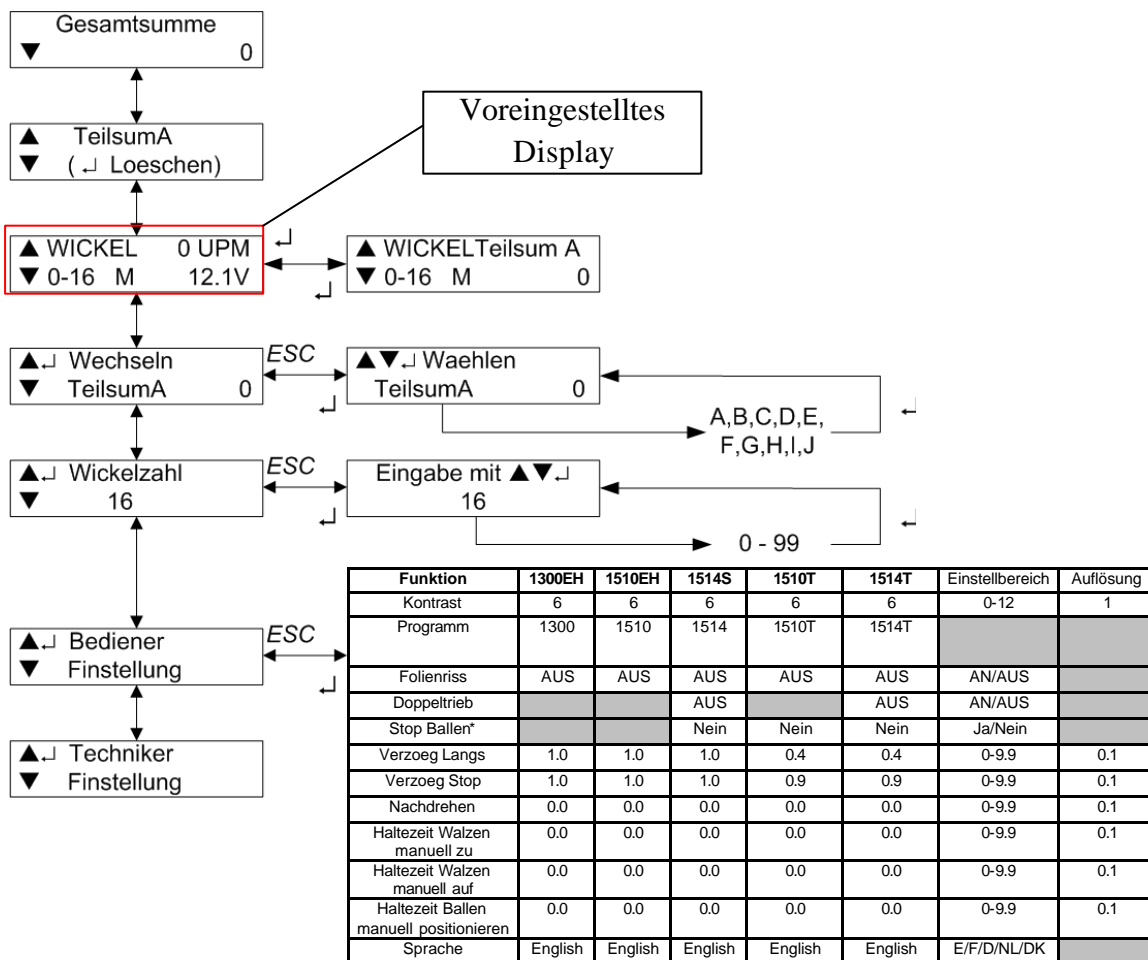 Gesamtsumme
▼ 0
Voreingestelltes
Display
▲ TeilsumA
▼ (↵ Loeschen)
▲ WICKEL 0 UPM
▼ 0-16 M 12.1V
↵
↵
▲ WICKELTeilsum A
▼ 0-16 M 0
▲↵ Wechseln
▼ TeilsumA 0
ESC
↵
▲▼↵ Waehlen
TeilsumA 0
A,B,C,D,E,
F,G,H,I,J
↵
▲↵ Wickelzahl
▼ 16
ESC
↵
Eingabe mit ▲▼↵
16
0 - 99
↵
▲↵ Bediener
▼ Finstellung
ESC
↵
▲↵ Techniker
▼ Finstellung
Funktion 1300EH 1510EH 1514S 1510T 1514T Einstellbereich Auflösung
Kontrast 6 6 6 6 6 0-12 1
Programm 1300 1510 1514 1510T 1514T
Folienriss AUS AUS AUS AUS AUS AN/AUS
Doppeltrieb AUS AUS AN/AUS
Stop Ballen* Nein Nein Nein Ja/Nein
Verzoeg Langs 1.0 1.0 1.0 0.4 0.4 0-9.9 0.1
Verzoeg Stop 1.0 1.0 1.0 0.9 0.9 0-9.9 0.1
Nachdrehen 0.0 0.0 0.0 0.0 0.0 0-9.9 0.1
Haltezeit Walzen
manuell zu 0.0 0.0 0.0 0.0 0.0 0-9.9 0.1
Haltezeit Walzen
manuell auf 0.0 0.0 0.0 0.0 0.0 0-9.9 0.1
Haltezeit Ballen
manuell positionieren 0.0 0.0 0.0 0.0 0.0 0-9.9 0.1
Sprache English English English English English E/F/D/NL/DK